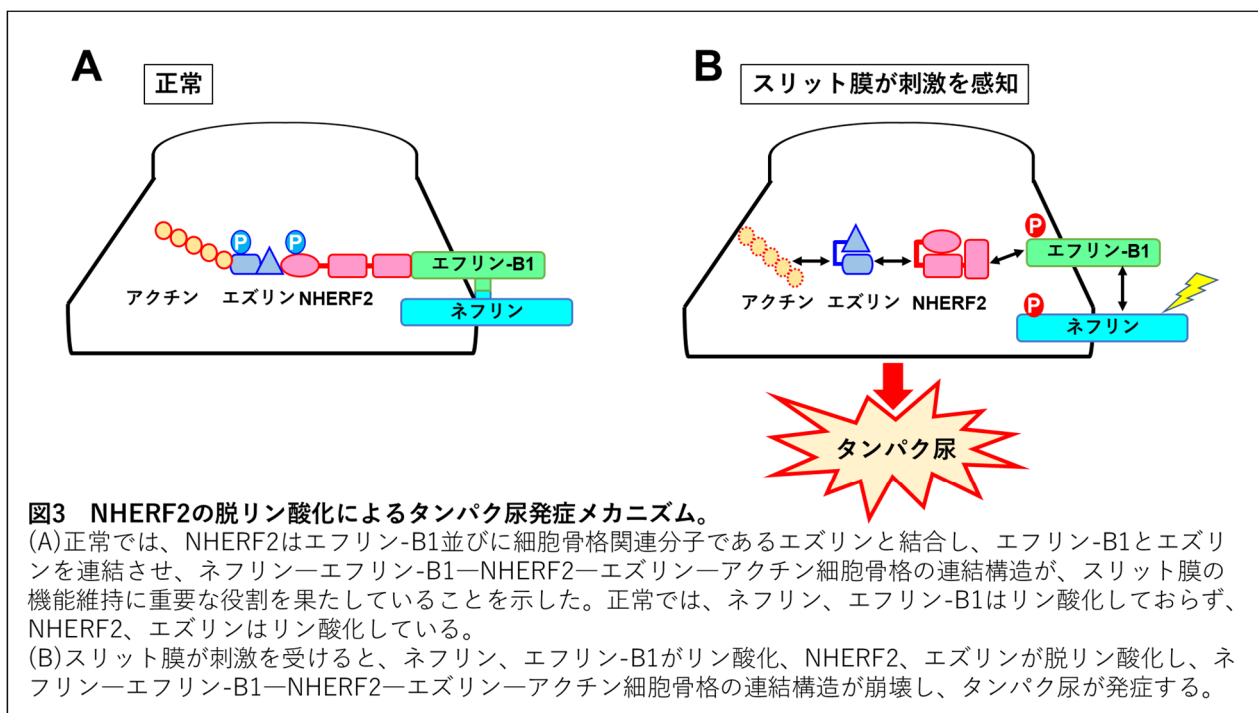 A
正常
P
P
エフリン-B1
アクチン
エズリン
NHERF2
ネフリン
B
スリット膜が刺激を感知
P
エフリン-B1
アクチン
エズリン
NHERF2
P
ネフリン
タンパク尿
図3 NHERF2の脱リン酸化によるタンパク尿発症メカニズム。
(A)正常では、NHERF2はエフリン-B1並びに細胞骨格関連分子であるエズリンと結合し、エフリン-B1とエズリ
ンを連結させ、ネフリン―エフリン-B1―NHERF2―エズリン―アクチン細胞骨格の連結構造が、スリット膜の
機能維持に重要な役割を果たしていることを示した。正常では、ネフリン、エフリン-B1はリン酸化しておらず、
NHERF2、エズリンはリン酸化している。
(B)スリット膜が刺激を受けると、ネフリン、エフリン-B1がリン酸化、NHERF2、エズリンが脱リン酸化し、ネ
フリン―エフリン-B1―NHERF2―エズリン―アクチン細胞骨格の連結構造が崩壊し、タンパク尿が発症する。